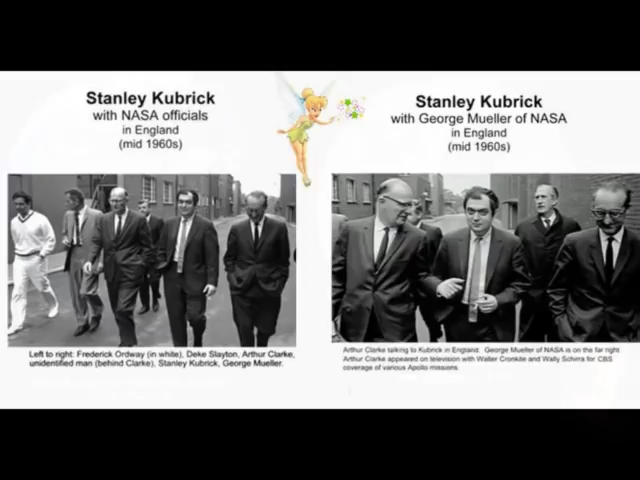 Stanley Kubrick
with NASA officials
in England
(mid 1960s)
Left to right: Frederick Ordway (in white), Deke Slayton, Arthur Clarke,
unidentified man (behind Clarke), Stanley Kubrick, George Mueller.
Stanley Kubrick
with George Mueller of NASA
in England
(mid 1960s)
Arthur Clarke talking to Kubrick in England. George Mueller of NASA is on the far right
Arthur Clarke appeared on television with Walter Cronkite and Wally Schirra for CBS
coverage of various Apollo missions.